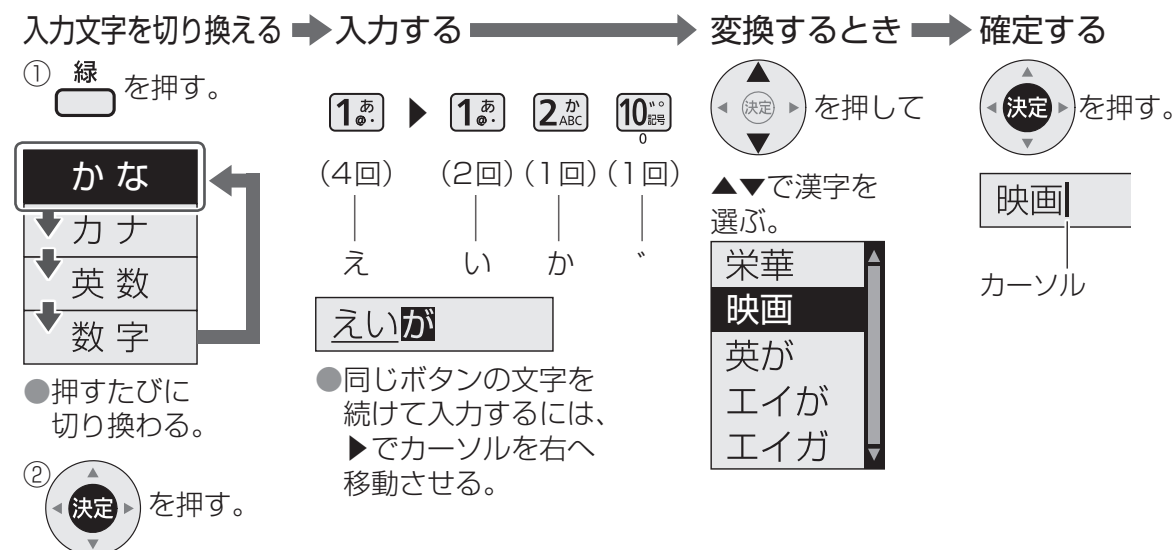 入力文字を切り換える
① 緑 を押す。
かな
カナ
英数
数字
●押すたびに
切り換わる。
② 決定 を押す。
入力する
1 あ @. ▶ 1 あ @. 2 か ABC 10 ゛゜ 記号 0
(4回) (2回) (1回) (1回)
え い か ゛
えいが
●同じボタンの文字を
続けて入力するには、
▶でカーソルを右へ
移動させる。
変換するとき
決定 を押して
▲▼で漢字を
選ぶ。
栄華
映画
英が
エイが
エイガ
確定する
決定 を押す。
映画
カーソル